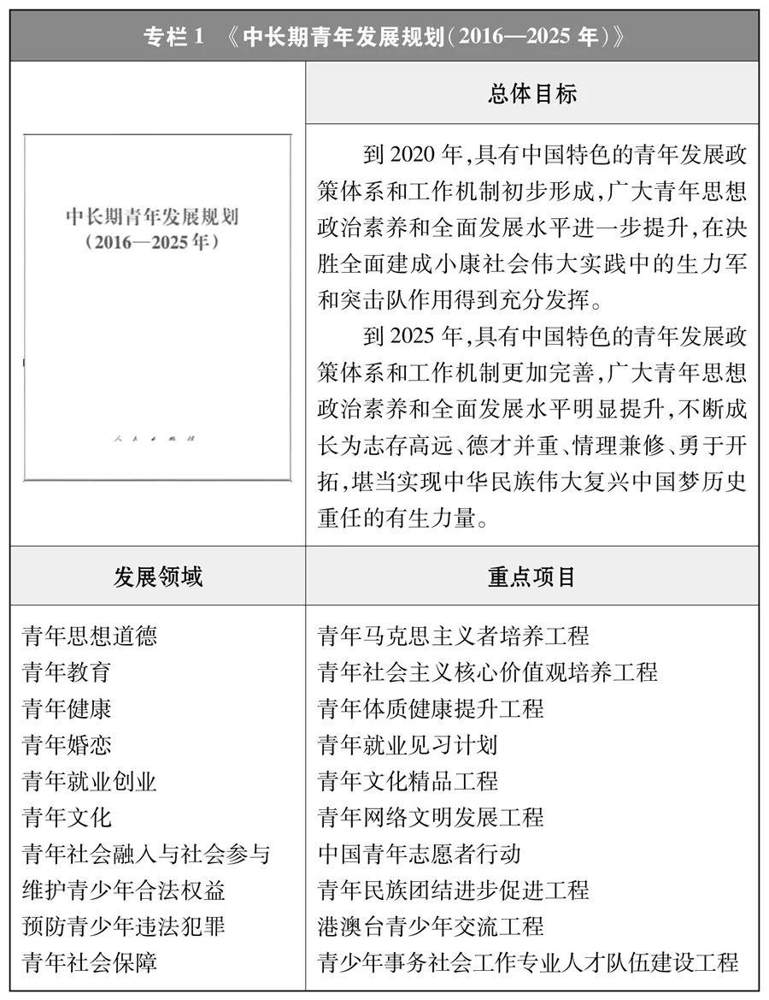 专栏1 《中长期青年发展规划(2016—2025年)》
中长期青年发展规划
(2016—2025年)
人民出版社
总体目标
到2020年,具有中国特色的青年发展政
策体系和工作机制初步形成,广大青年思想
政治素养和全面发展水平进一步提升,在决
胜全面建成小康社会伟大实践中的生力军
和突击队作用得到充分发挥。
到2025年,具有中国特色的青年发展政
策体系和工作机制更加完善,广大青年思想
政治素养和全面发展水平明显提升,不断成
长为志存高远、德才并重、情理兼修、勇于开
拓,堪当实现中华民族伟大复兴中国梦历史
重任的有生力量。
发展领域
青年思想道德
青年教育
青年健康
青年婚恋
青年就业创业
青年文化
青年社会融入与社会参与
维护青少年合法权益
预防青少年违法犯罪
青年社会保障
重点项目
青年马克思主义者培养工程
青年社会主义核心价值观培养工程
青年体质健康提升工程
青年就业见习计划
青年文化精品工程
青年网络文明发展工程
中国青年志愿者行动
青年民族团结进步促进工程
港澳台青少年交流工程
青少年事务社会工作专业人才队伍建设工程